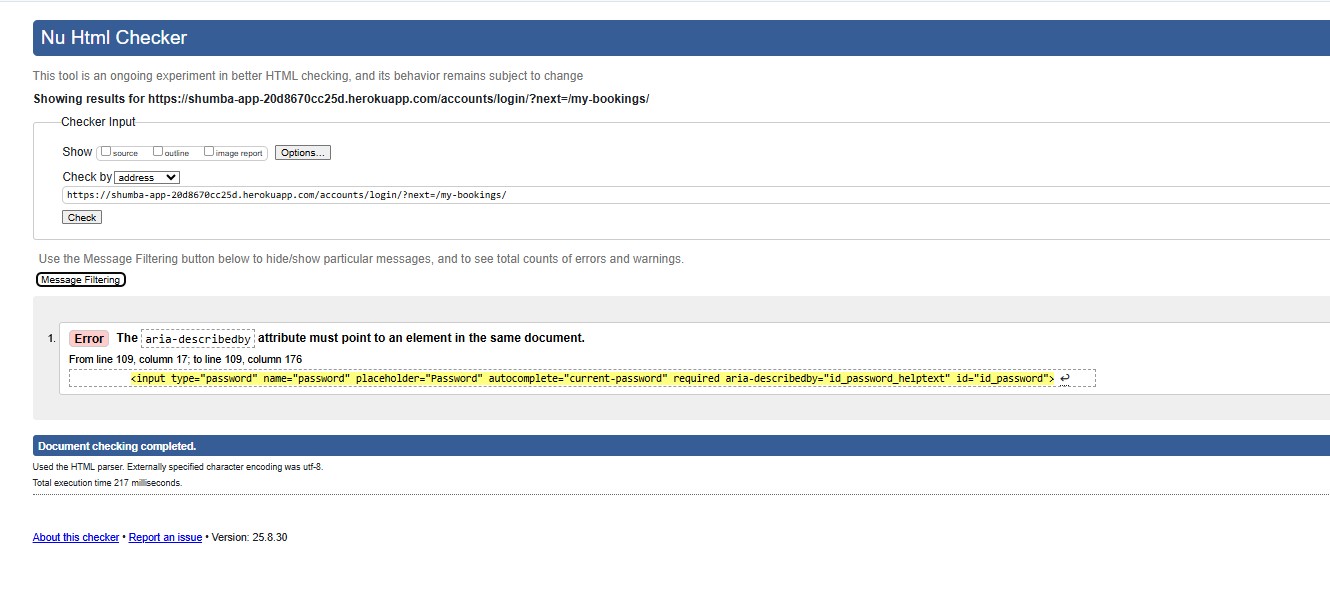 Nu Html Checker
This tool is an ongoing experiment in better HTML checking, and its behavior remains subject to change
Showing results for https://shumba-app-20d8670cc25d.herokuapp.com/accounts/login/?next=/my-bookings/
Checker Input
Show source outline image report Options...
Check by address
https://shumba-app-20d8670cc25d.herokuapp.com/accounts/login/?next=/my-bookings/
Check
Use the Message Filtering button below to hide/show particular messages, and to see total counts of errors and warnings.
Message Filtering
1. Error The aria-describedby attribute must point to an element in the same document.
From line 109, column 17; to line 109, column 176
<input type="password" name="password" placeholder="Password" autocomplete="current-password" required aria-describedby="id_password_helptext" id="id_password">↩
Document checking completed.
Used the HTML parser. Externally specified character encoding was utf-8.
Total execution time 217 milliseconds.
About this checker • Report an issue • Version: 25.8.30